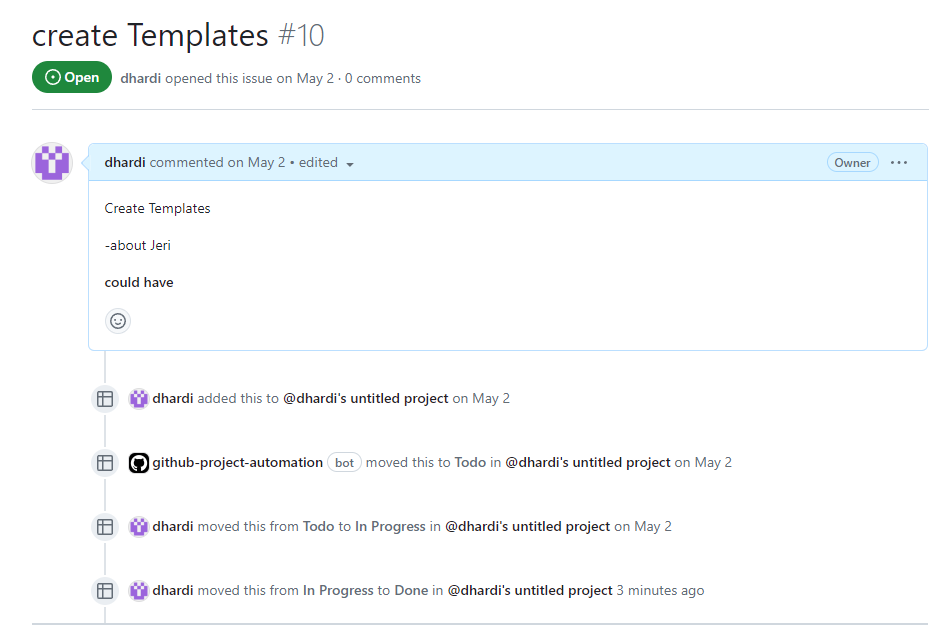 create Templates #10
Open dhardi opened this issue on May 2 · 0 comments
dhardi commented on May 2 • edited Owner
Create Templates
-about Jeri
could have
dhardi added this to @dhardi's untitled project on May 2
github-project-automation bot moved this to Todo in @dhardi's untitled project on May 2
dhardi moved this from Todo to In Progress in @dhardi's untitled project on May 2
dhardi moved this from In Progress to Done in @dhardi's untitled project 3 minutes ago